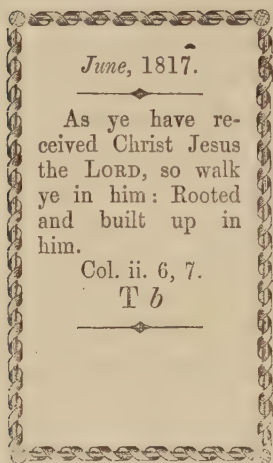 June, 1817.
As ye have re-
ceived Christ Jesus
the LORD, so walk
ye in him: Rooted
and built up in
him.
Col. ii. 6, 7.
T b